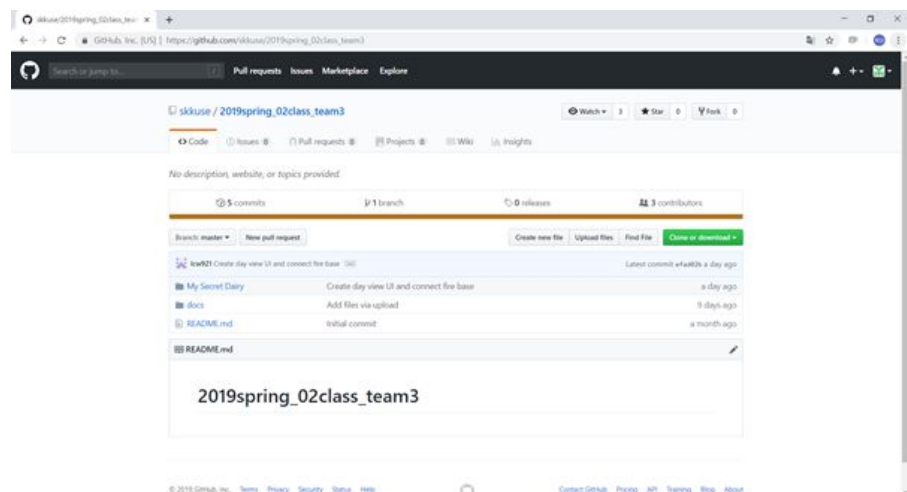 skkuse/2019spring_02class_tea
GitHub, Inc. [US] | https://github.com/skkuse/2019spring_02class_team3
Search or jump to... / Pull requests Issues Marketplace Explore
skkuse / 2019spring_02class_team3 Watch 3 Star 0 Fork 0
Code Issues 0 Pull requests 0 Projects 0 Wiki Insights
No description, website, or topics provided.
5 commits 1 branch 0 releases 3 contributors
Branch: master New pull request Create new file Upload files Find File Clone or download
Create day view UI and connect fire base Latest commit a day ago
My Secret Dairy Create day view UI and connect fire base a day ago
docs Add files via upload 9 days ago
README.md Initial commit a month ago
README.md
2019spring_02class_team3
© 2019 GitHub, Inc. Terms Privacy Security Status Help Contact GitHub Pricing API Training Blog About